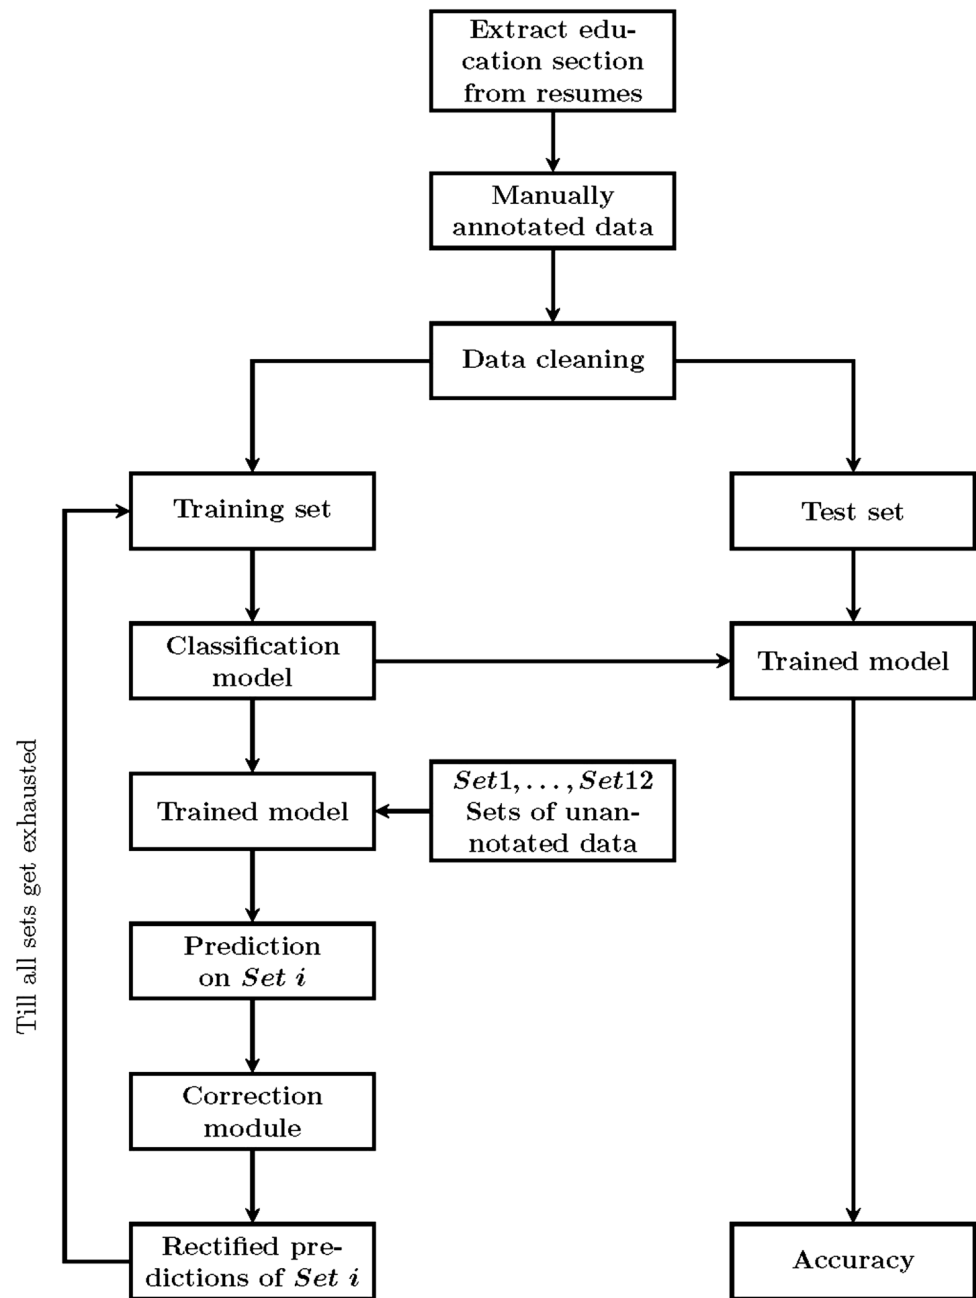 Extract edu-
cation section
from resumes
Manually
annotated data
Data cleaning
Training set
Test set
Classification
model
Trained model
Trained model
Set1, . . . , Set12
Sets of unan-
notated data
Till all sets get exhausted
Prediction
on Set i
Correction
module
Rectified pre-
dictions of Set i
Accuracy